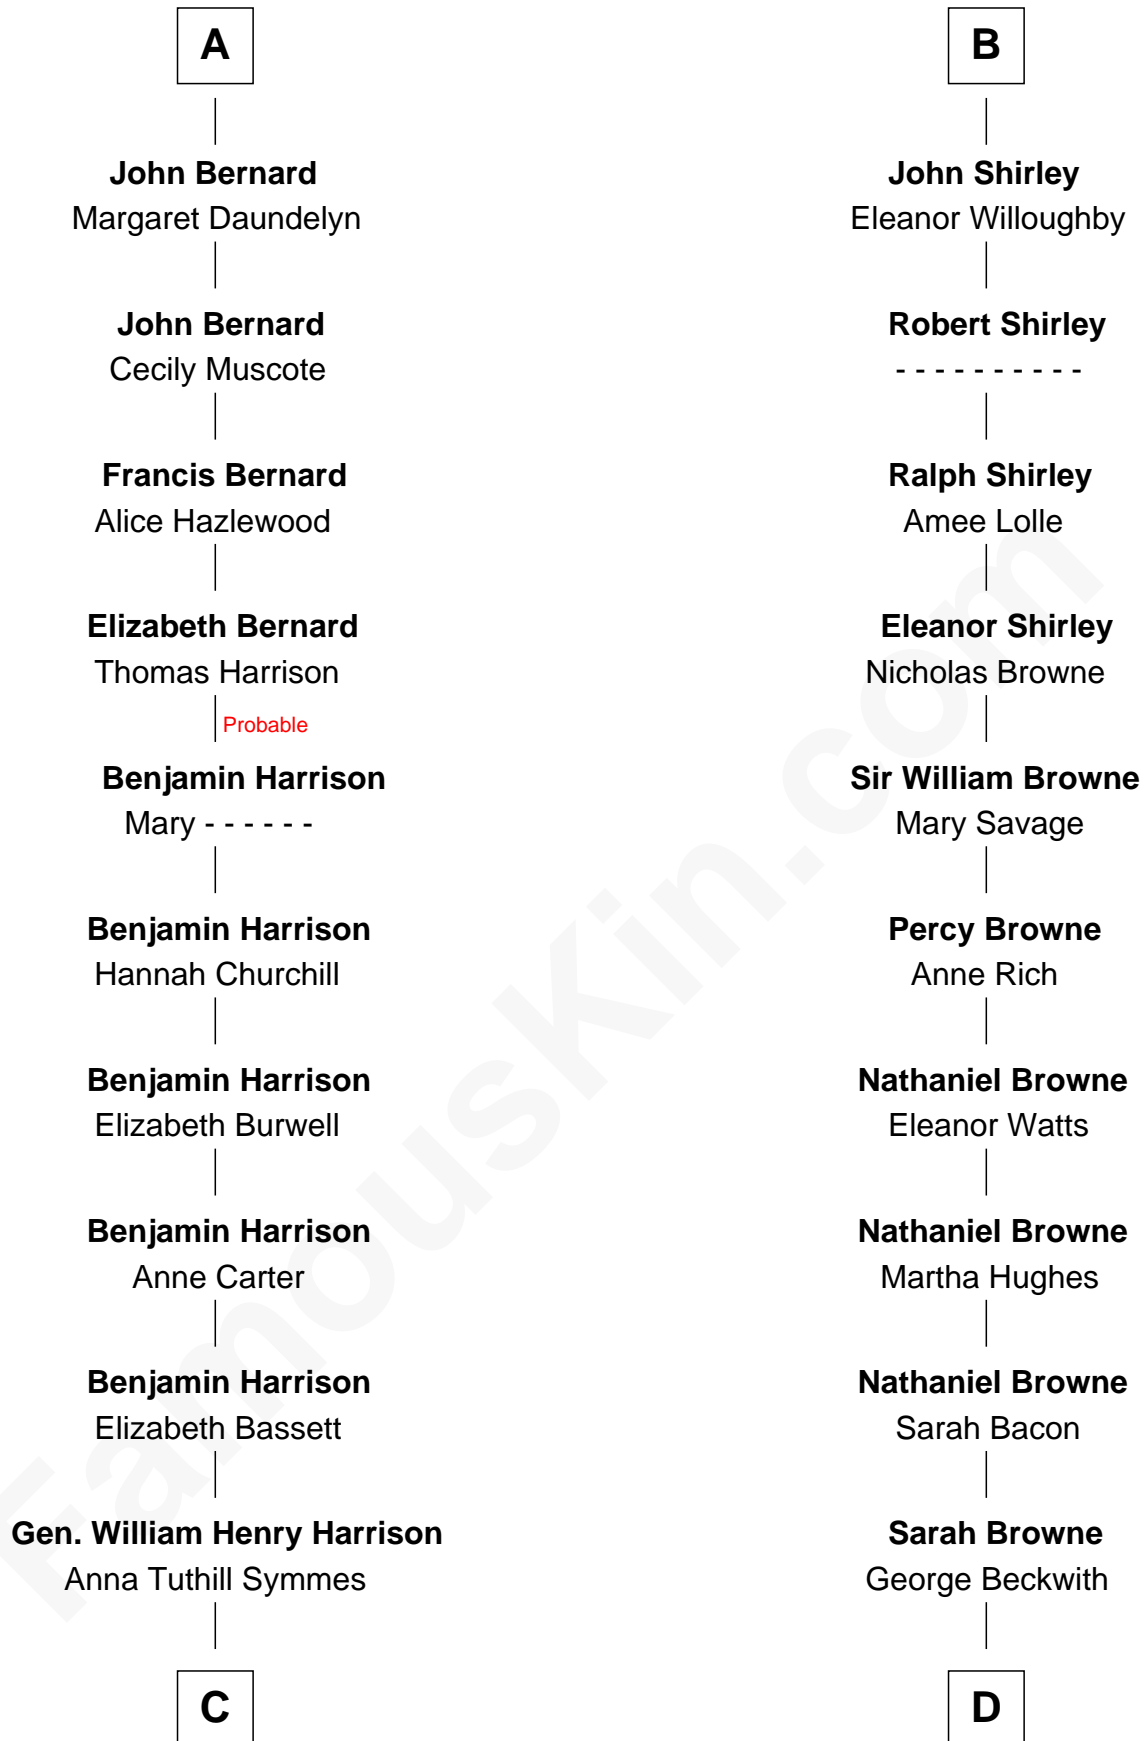 A
John Bernard
Margaret Daundelyn
John Bernard
Cecily Muscote
Francis Bernard
Alice Hazlewood
Elizabeth Bernard
Thomas Harrison
Probable
Benjamin Harrison
Mary - - - - - -
Benjamin Harrison
Hannah Churchill
Benjamin Harrison
Elizabeth Burwell
Benjamin Harrison
Anne Carter
Benjamin Harrison
Elizabeth Bassett
Gen. William Henry Harrison
Anna Tuthill Symmes
C
B
John Shirley
Eleanor Willoughby
Robert Shirley
- - - - - - - - - -
Ralph Shirley
Amee Lolle
Eleanor Shirley
Nicholas Browne
Sir William Browne
Mary Savage
Percy Browne
Anne Rich
Nathaniel Browne
Eleanor Watts
Nathaniel Browne
Martha Hughes
Nathaniel Browne
Sarah Bacon
Sarah Browne
George Beckwith
D
FamousKin.com